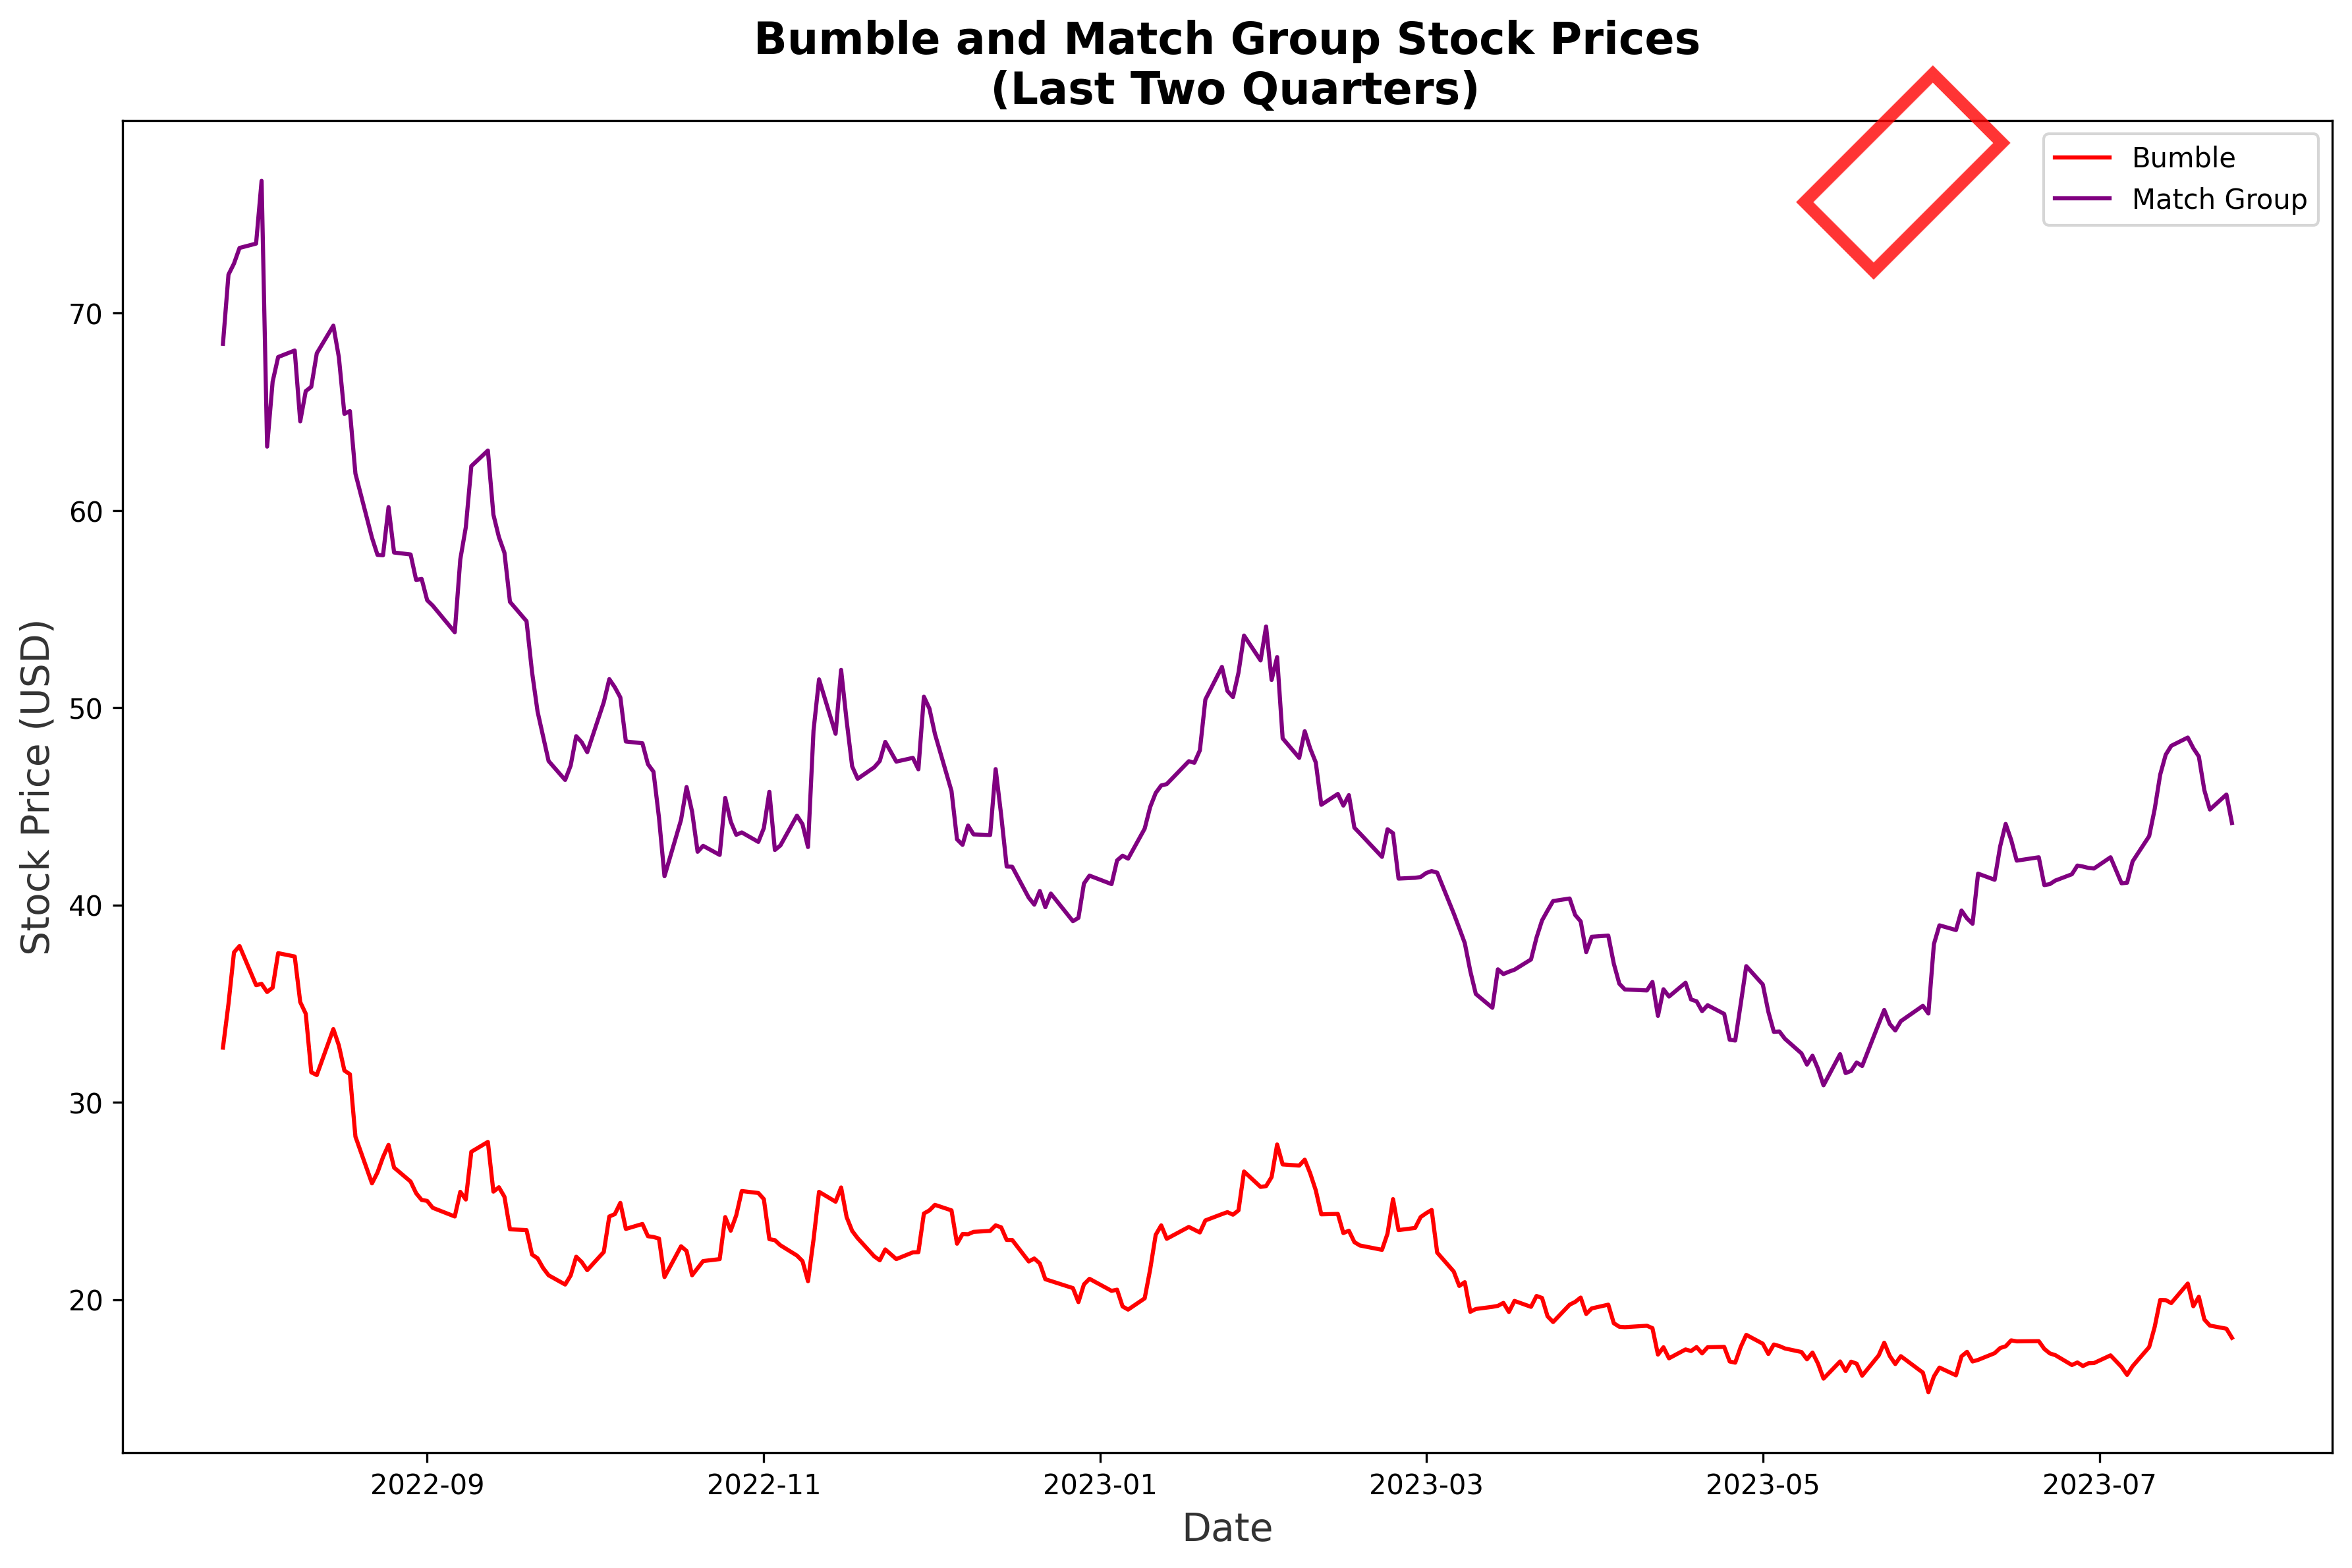 Bumble and Match Group Stock Prices
(Last Two Quarters)
Bumble
Match Group
Stock Price (USD)
70
60
50
40
30
20
2022-09
2022-11
2023-01
2023-03
2023-05
2023-07
Date